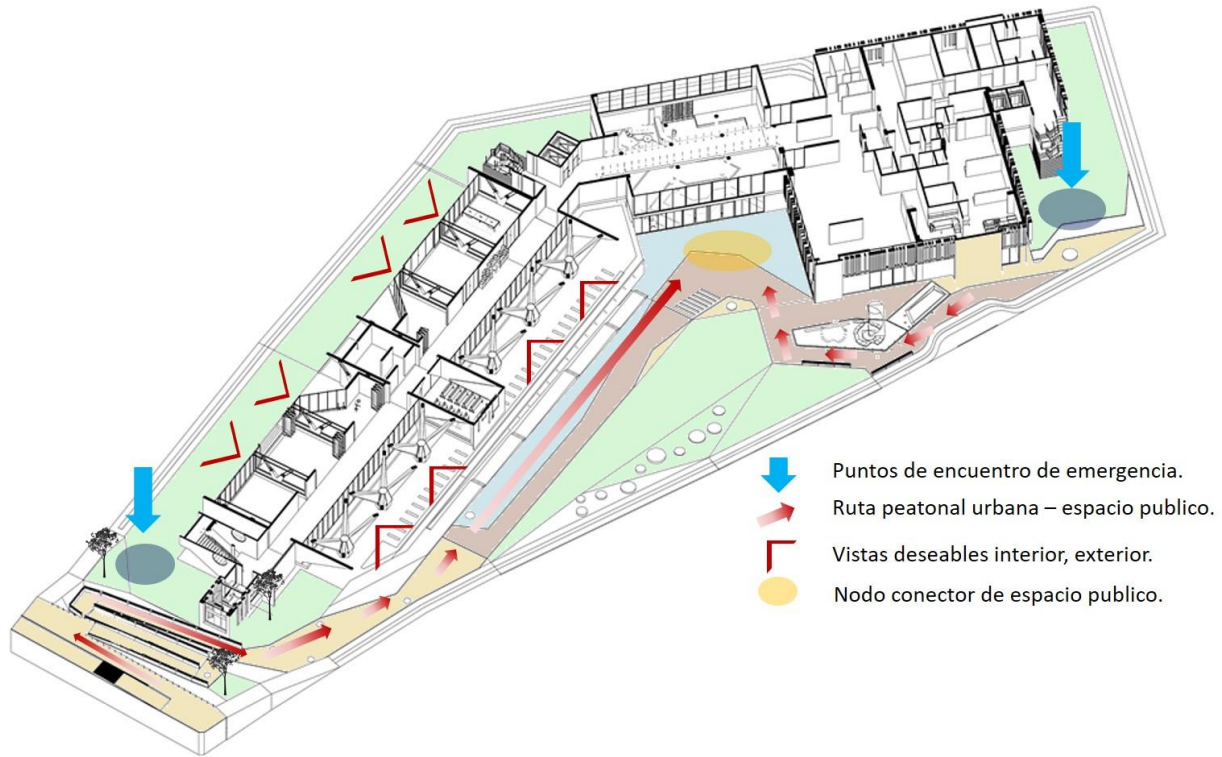 Puntos de encuentro de emergencia.
Ruta peatonal urbana – espacio publico.
Vistas deseables interior, exterior.
Nodo conector de espacio publico.